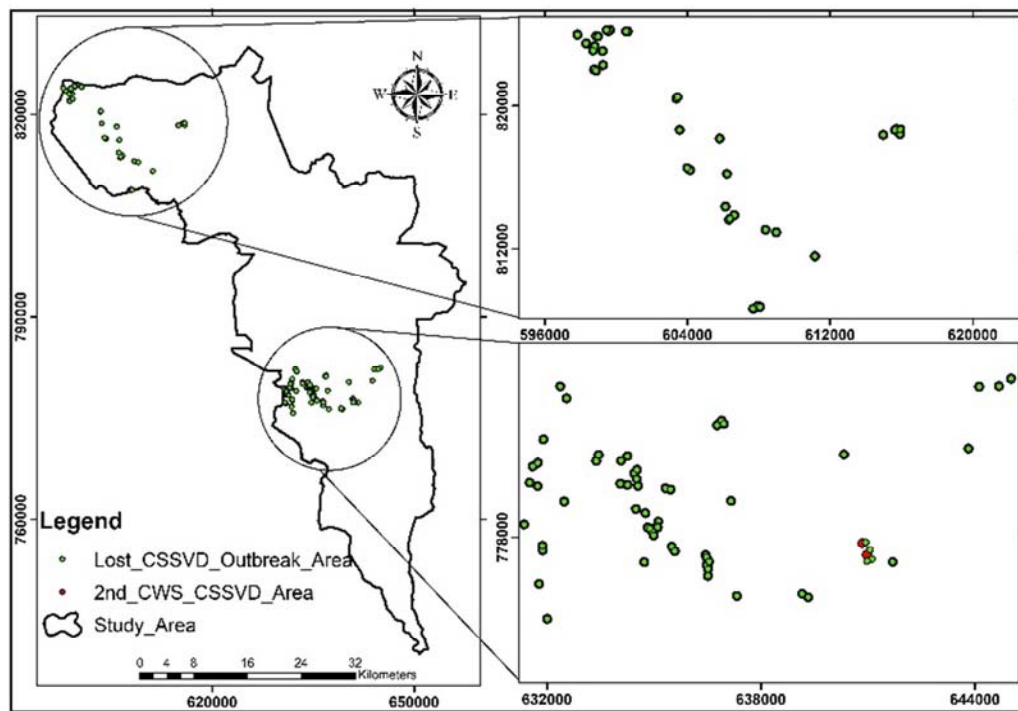 N
W E
S
820000
790000
760000
620000 650000
Legend
Lost_CSSVD_Outbreak_Area
2nd_CWS_CSSVD_Area
Study_Area
0 4 8 16 24 32
Kilometers
820000
812000
596000 604000 612000 620000
778000
632000 638000 644000